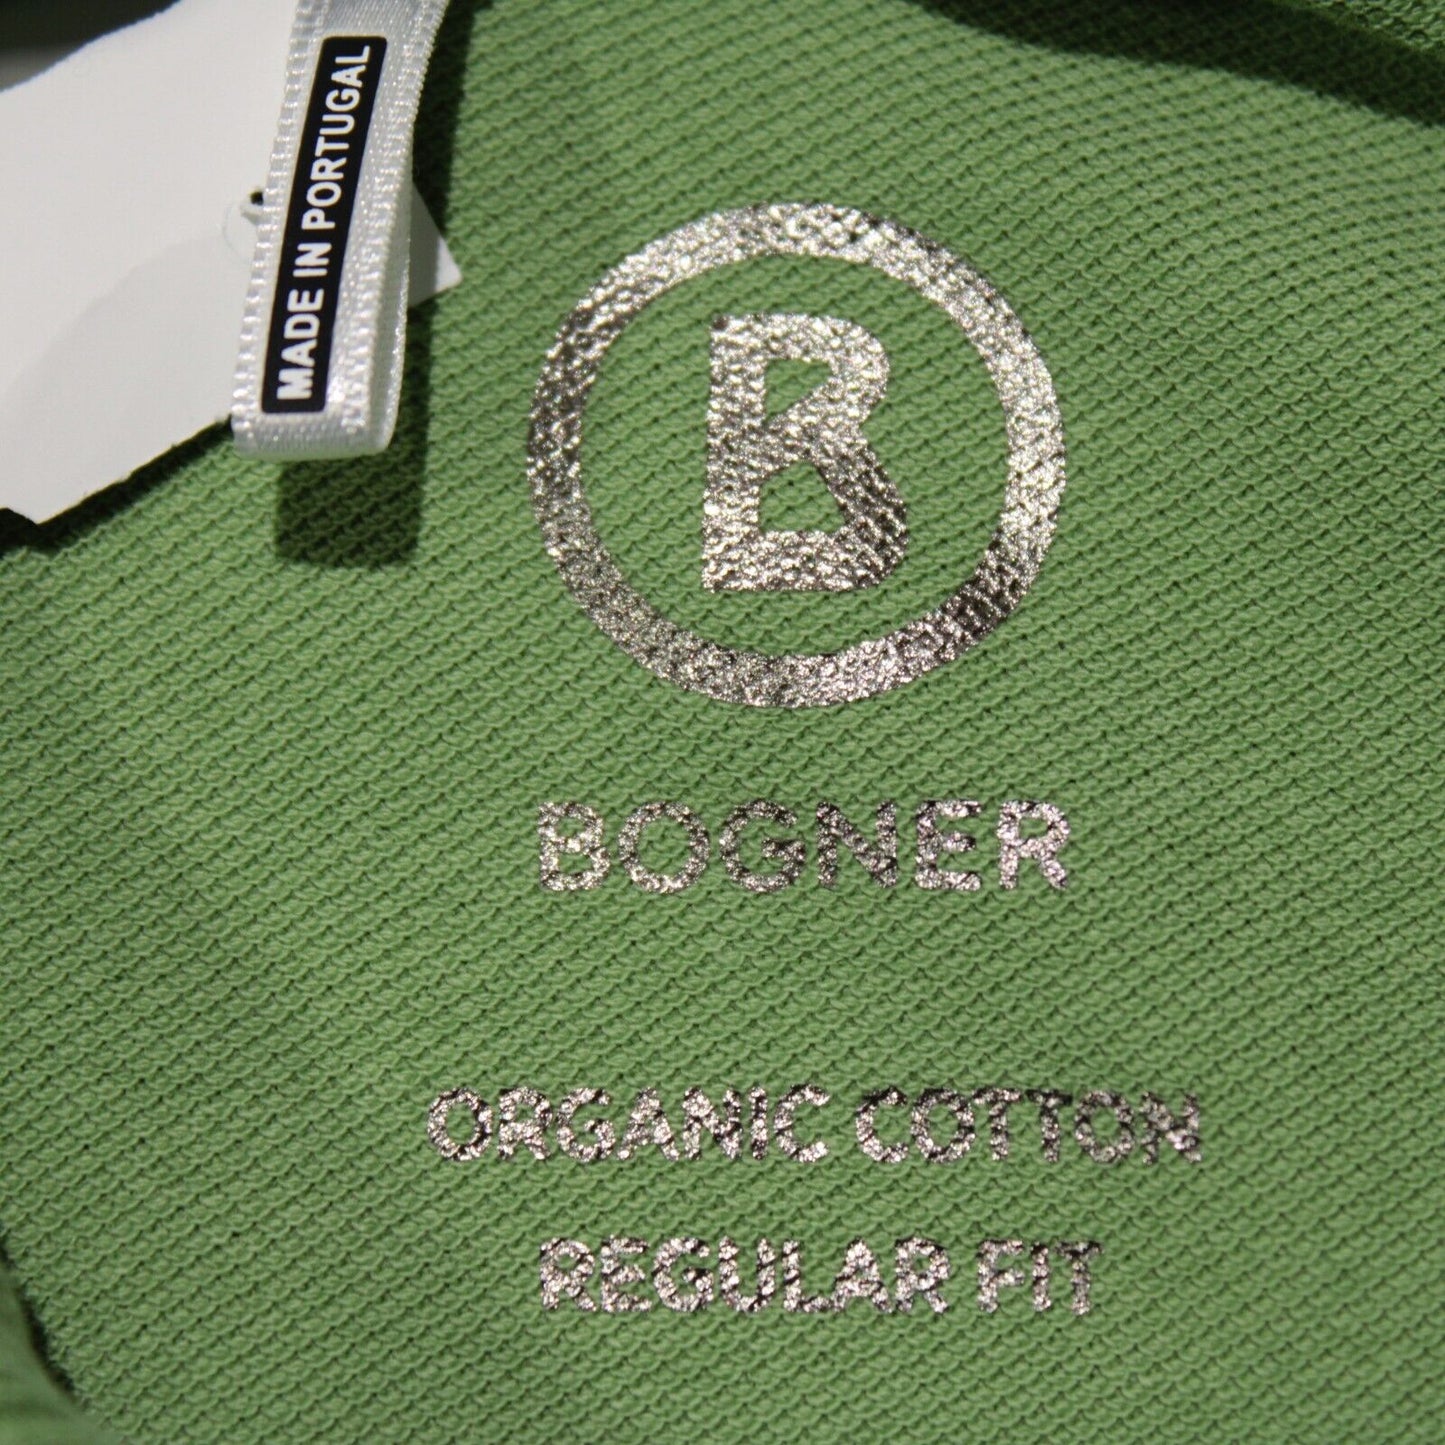 MADE IN PORTUGAL
B
BOGNER
ORGANIC COTTON
REGULAR FIT